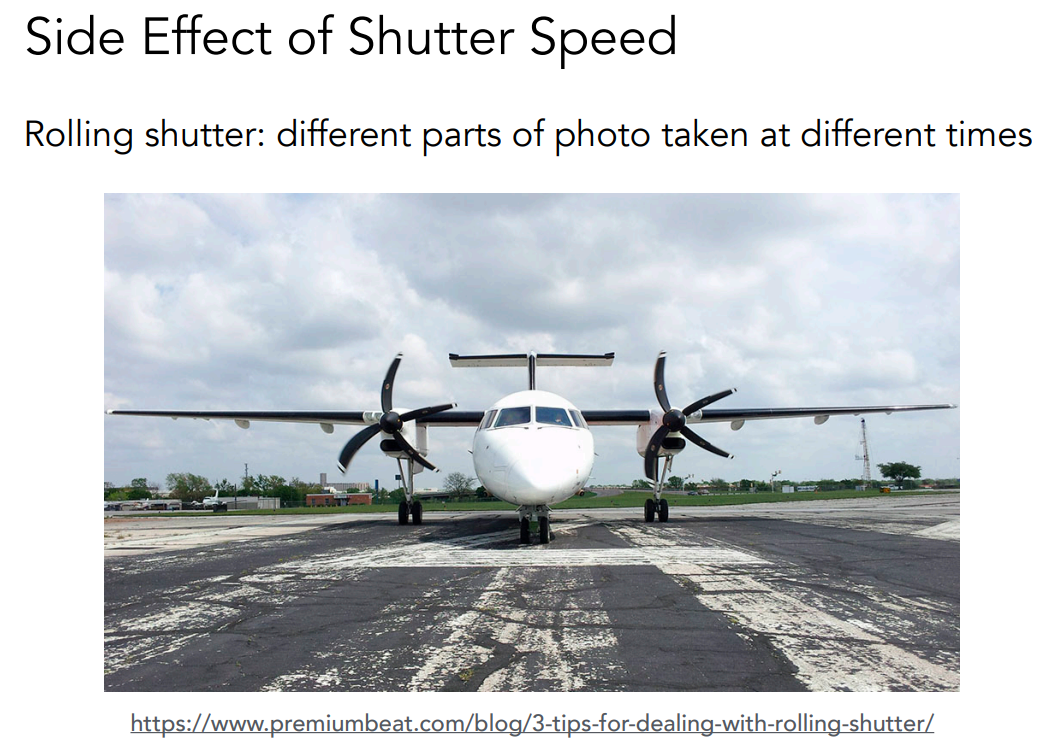 Side Effect of Shutter Speed
Rolling shutter: different parts of photo taken at different times
https://www.premiumbeat.com/blog/3-tips-for-dealing-with-rolling-shutter/